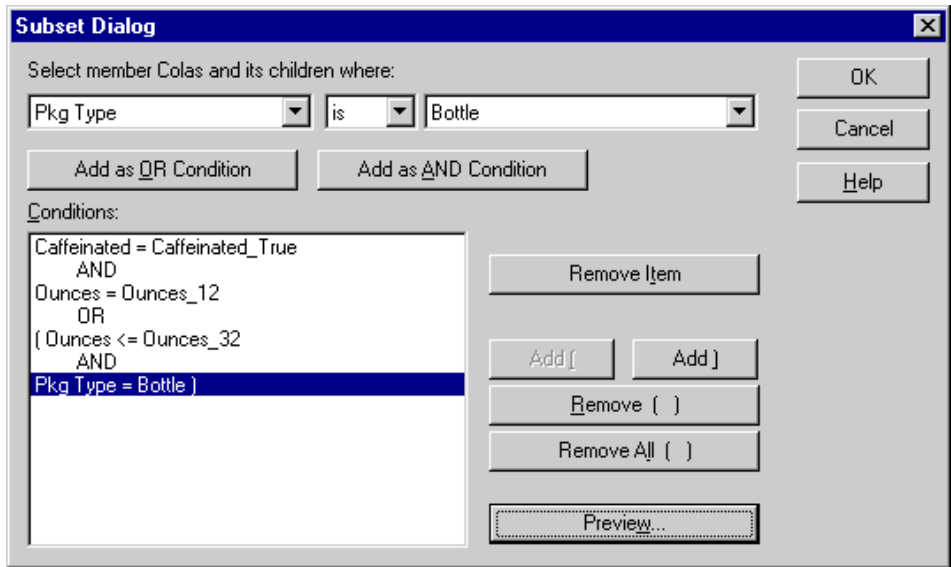 Subset Dialog
Select member Colas and its children where:
Pkg Type is Bottle
OK
Cancel
Help
Add as OR Condition Add as AND Condition
Conditions:
Caffeinated = Caffeinated_True
AND
Ounces = Ounces_12
OR
( Ounces <= Ounces_32
AND
Pkg Type = Bottle )
Remove Item
Add ( Add )
Remove ( )
Remove All ( )
Preview...